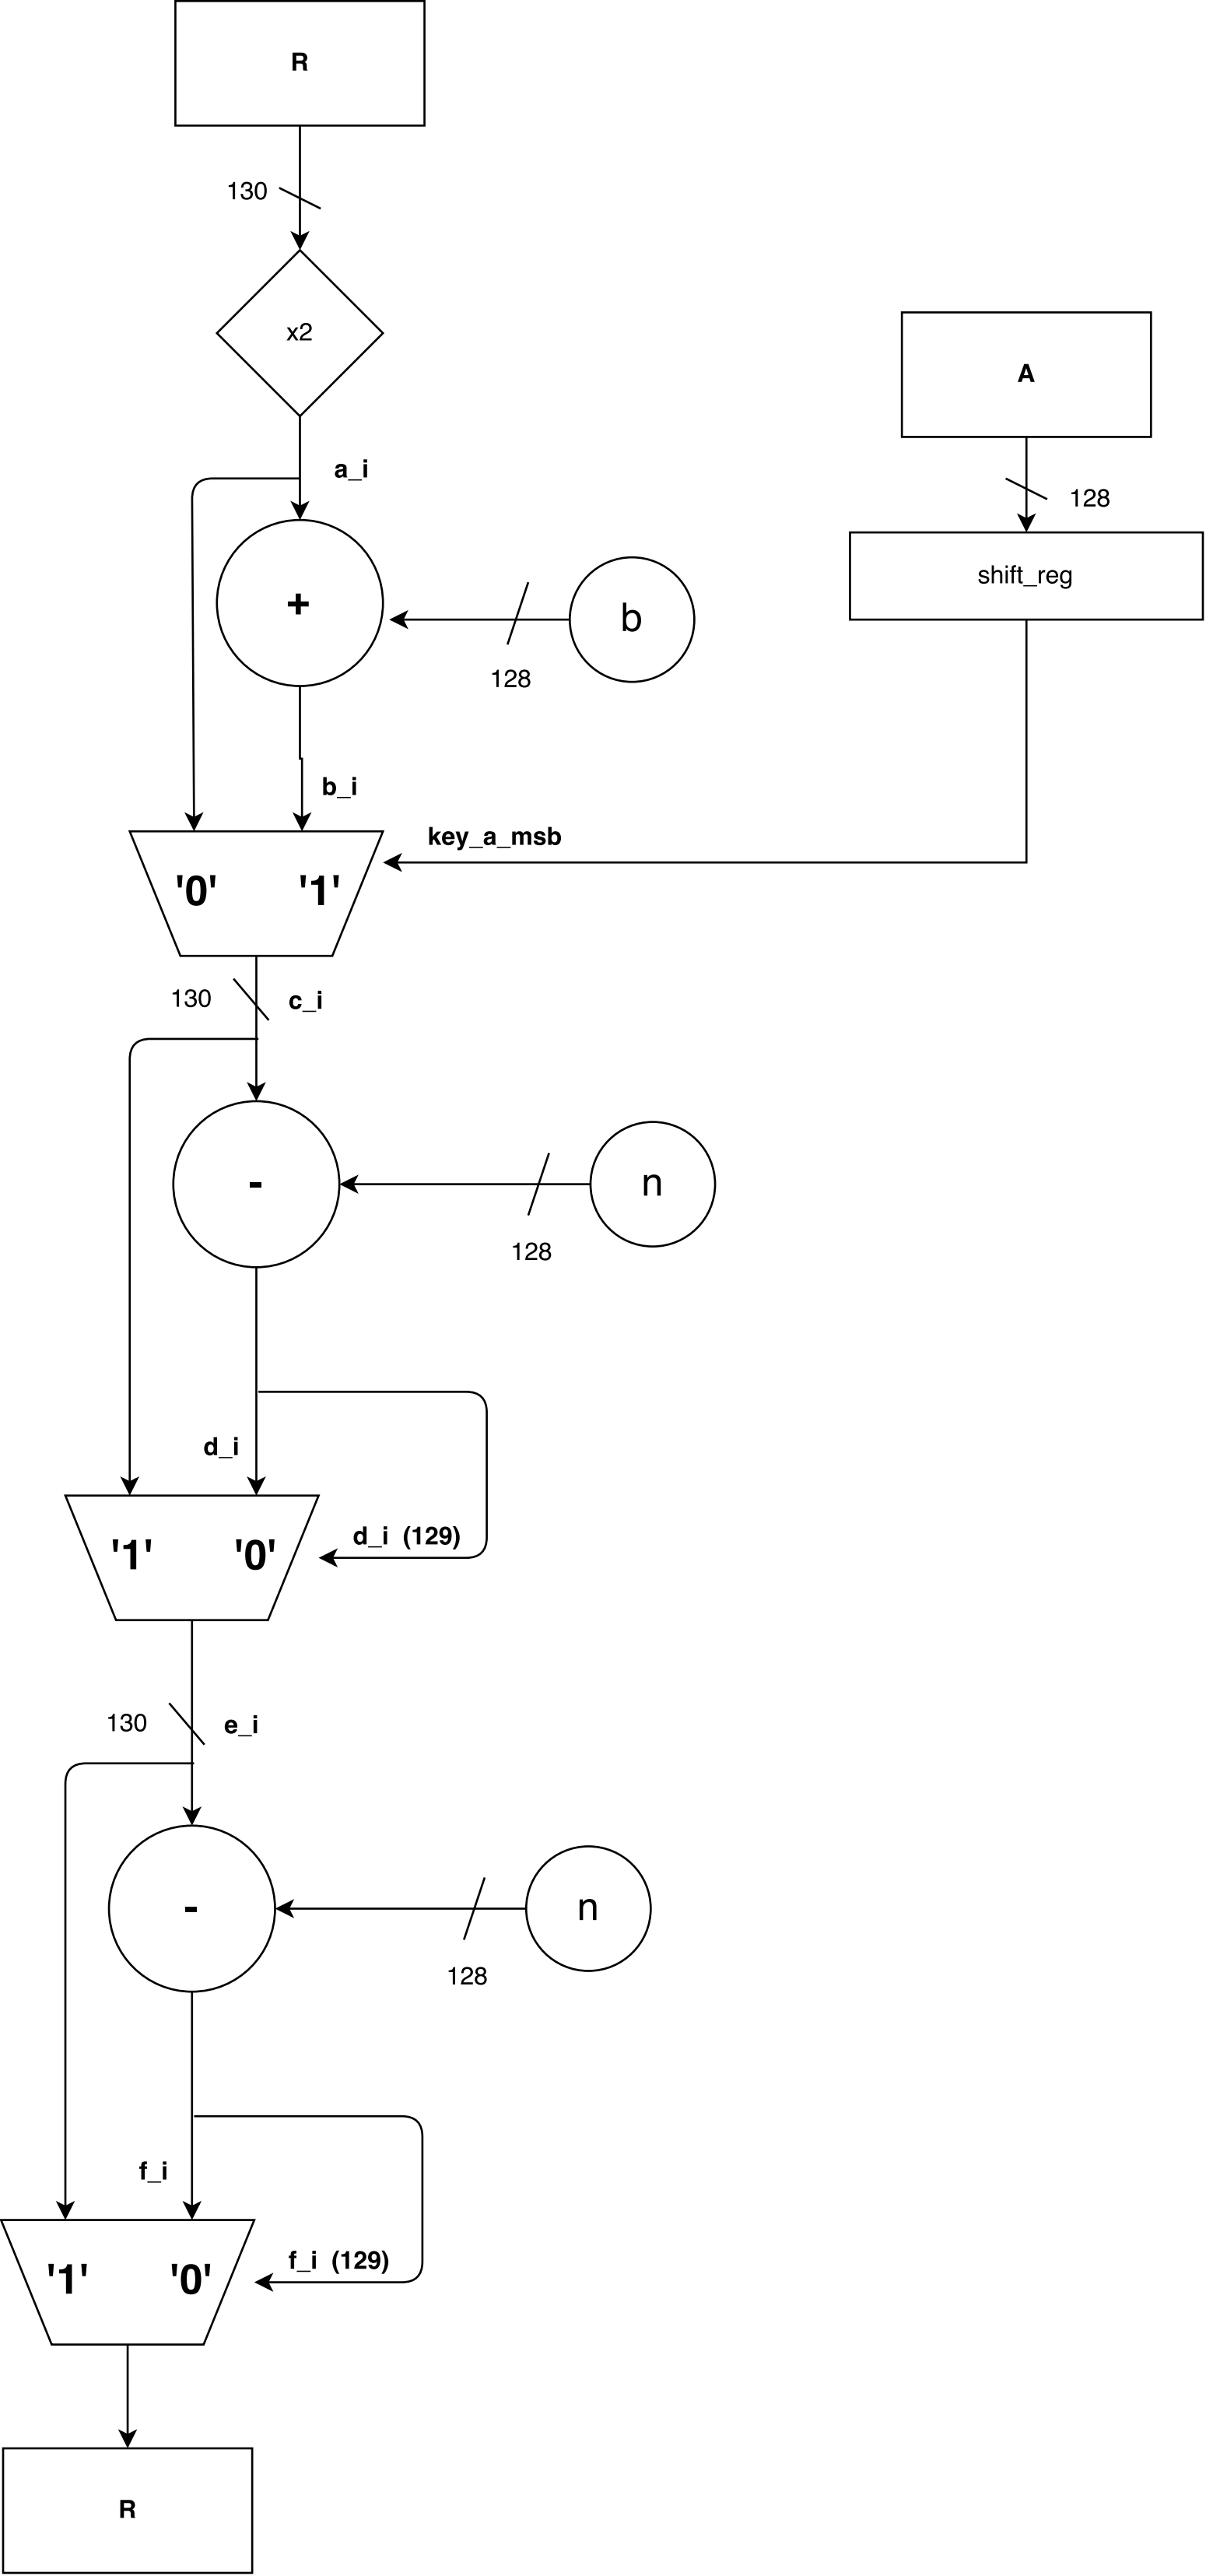 R
130
x2
A
a_i
128
shift_reg
+
b
128
b_i
key_a_msb
'0' '1'
130
c_i
-
n
128
d_i
d_i (129)
'1' '0'
130
e_i
-
n
128
f_i
f_i (129)
'1' '0'
R